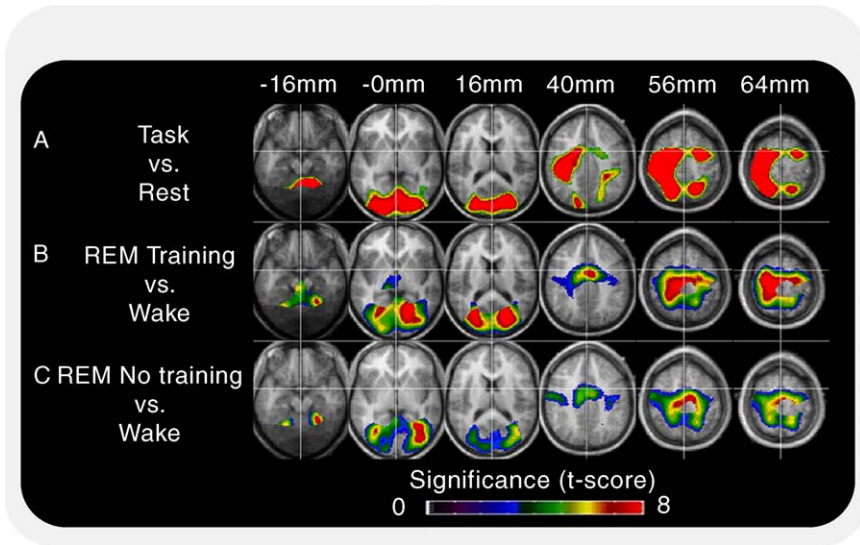 -16mm -0mm 16mm 40mm 56mm 64mm
A Task
vs.
Rest
B REM Training
vs.
Wake
C REM No training
vs.
Wake
Significance (t-score)
0 8